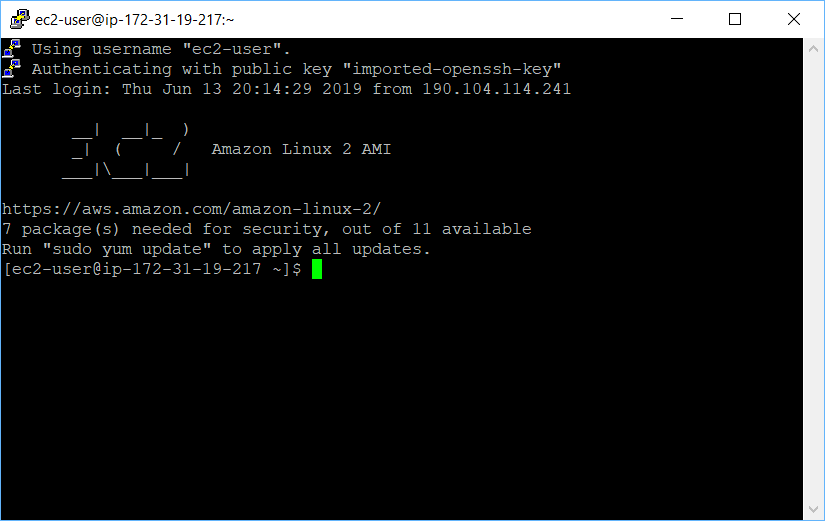 ec2-user@ip-172-31-19-217:~
Using username "ec2-user".
Authenticating with public key "imported-openssh-key"
Last login: Thu Jun 13 20:14:29 2019 from 190.104.114.241
       __|  __|_  )
       _|  (     /   Amazon Linux 2 AMI
      ___|\___|___|
https://aws.amazon.com/amazon-linux-2/
7 package(s) needed for security, out of 11 available
Run "sudo yum update" to apply all updates.
[ec2-user@ip-172-31-19-217 ~]$